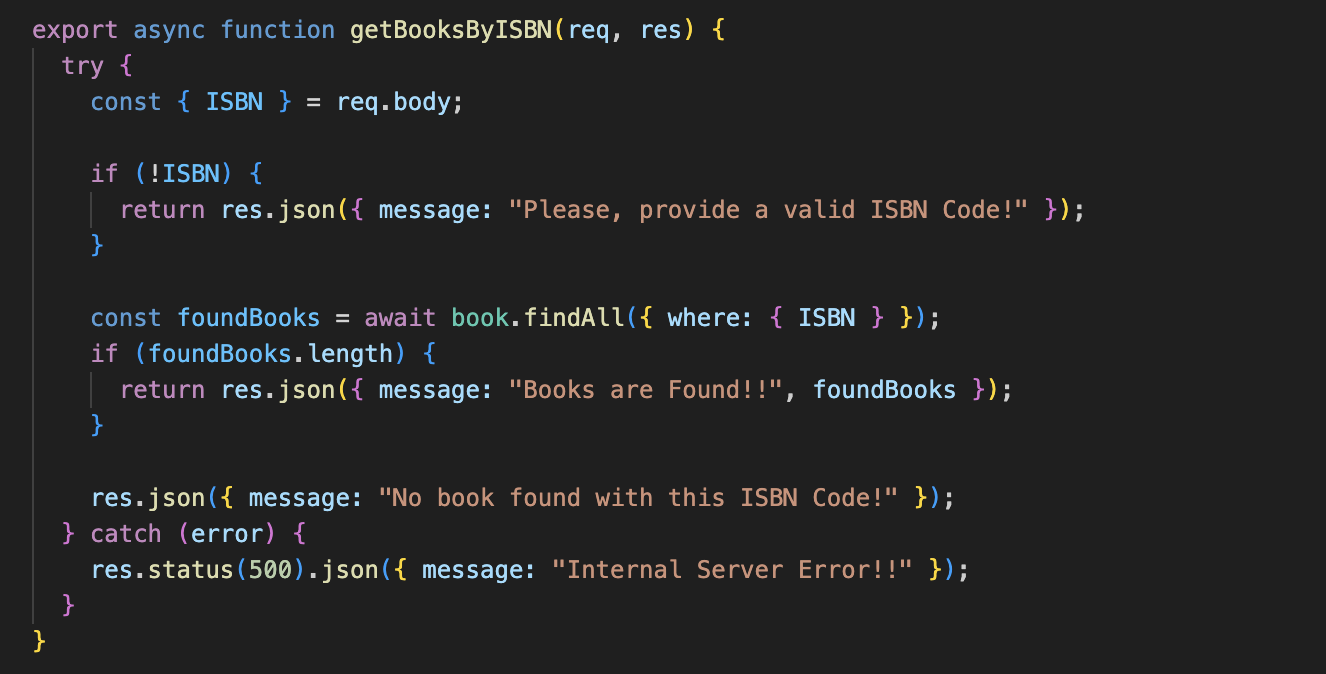 export async function getBooksByISBN(req, res) {
  try {
    const { ISBN } = req.body;

    if (!ISBN) {
      return res.json({ message: "Please, provide a valid ISBN Code!" });
    }

    const foundBooks = await book.findAll({ where: { ISBN } });
    if (foundBooks.length) {
      return res.json({ message: "Books are Found!!", foundBooks });
    }

    res.json({ message: "No book found with this ISBN Code!" });
  } catch (error) {
    res.status(500).json({ message: "Internal Server Error!!" });
  }
}